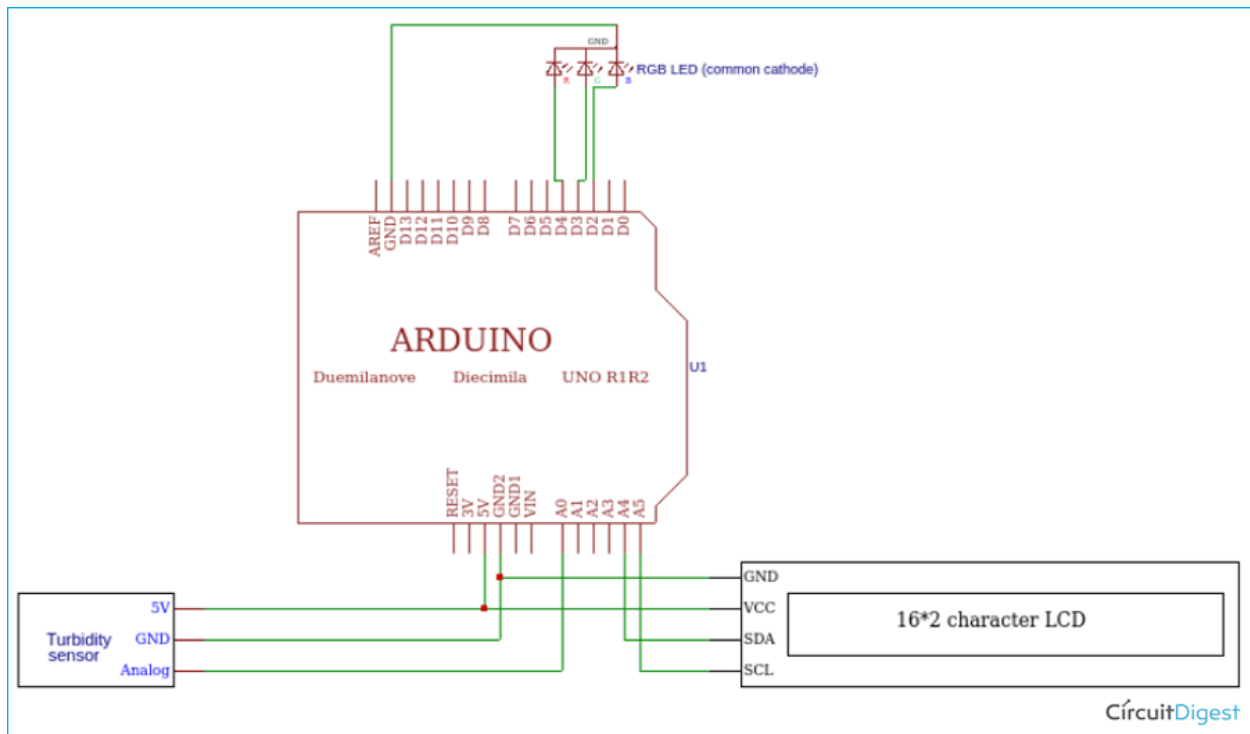 GND
RGB LED (common cathode)
R
G
B
AREF
GND
D13
D12
D11
D10
D9
D8
D7
D6
D5
D4
D3
D2
D1
D0
ARDUINO
Duemilanove Diecimila UNO R1R2
U1
RESET
3V
5V
GND2
GND1
VIN
A0
A1
A2
A3
A4
A5
Turbidity
sensor
5V
GND
Analog
GND
VCC
SDA
SCL
16*2 character LCD
CircuitDigest